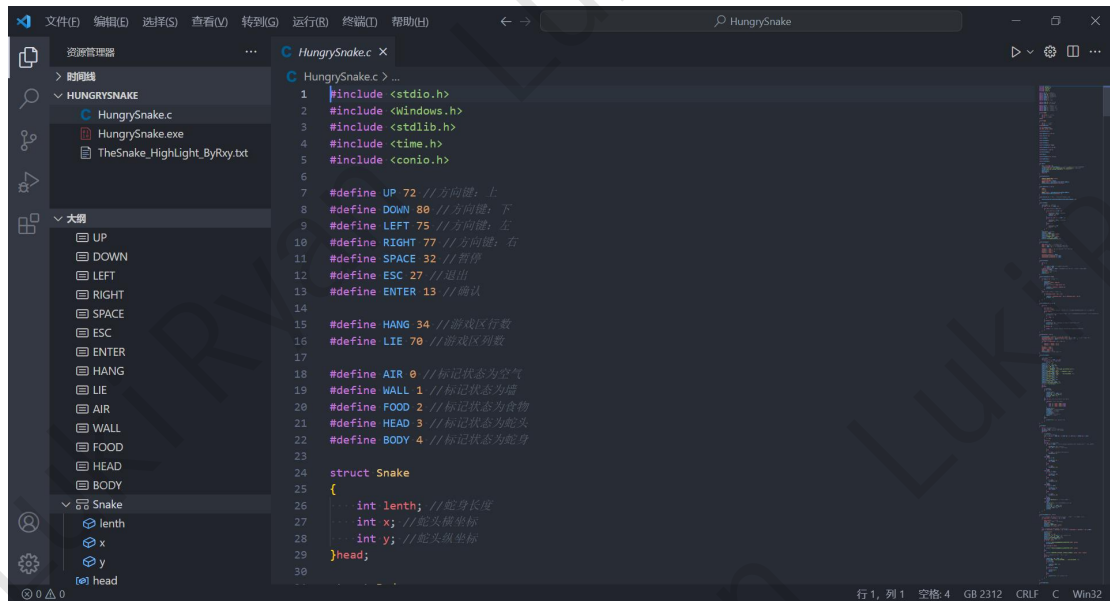 文件(F) 编辑(E) 选择(S) 查看(V) 转到(G) 运行(R) 终端(T) 帮助(H) HungrySnake
资源管理器
时间线
HUNGRYSNAKE
HungrySnake.c
HungrySnake.exe
TheSnake_HighLight_ByRxy.txt
大纲
UP
DOWN
LEFT
RIGHT
SPACE
ESC
ENTER
HANG
LIE
AIR
WALL
FOOD
HEAD
BODY
Snake
lenth
x
y
head
HungrySnake.c
HungrySnake.c > ...
1 #include <stdio.h>
2 #include <Windows.h>
3 #include <stdlib.h>
4 #include <time.h>
5 #include <conio.h>
6
7 #define UP 72 //方向键：上
8 #define DOWN 80 //方向键：下
9 #define LEFT 75 //方向键：左
10 #define RIGHT 77 //方向键：右
11 #define SPACE 32 //暂停
12 #define ESC 27 //退出
13 #define ENTER 13 //确认
14
15 #define HANG 34 //游戏区行数
16 #define LIE 70 //游戏区列数
17
18 #define AIR 0 //标记状态为空气
19 #define WALL 1 //标记状态为墙
20 #define FOOD 2 //标记状态为食物
21 #define HEAD 3 //标记状态为蛇头
22 #define BODY 4 //标记状态为蛇身
23
24 struct Snake
25 {
26 int lenth; //蛇身长度
27 int x; //蛇头横坐标
28 int y; //蛇头纵坐标
29 }head;
30
0 0 行 1，列 1 空格: 4 GB 2312 CRLF C Win32